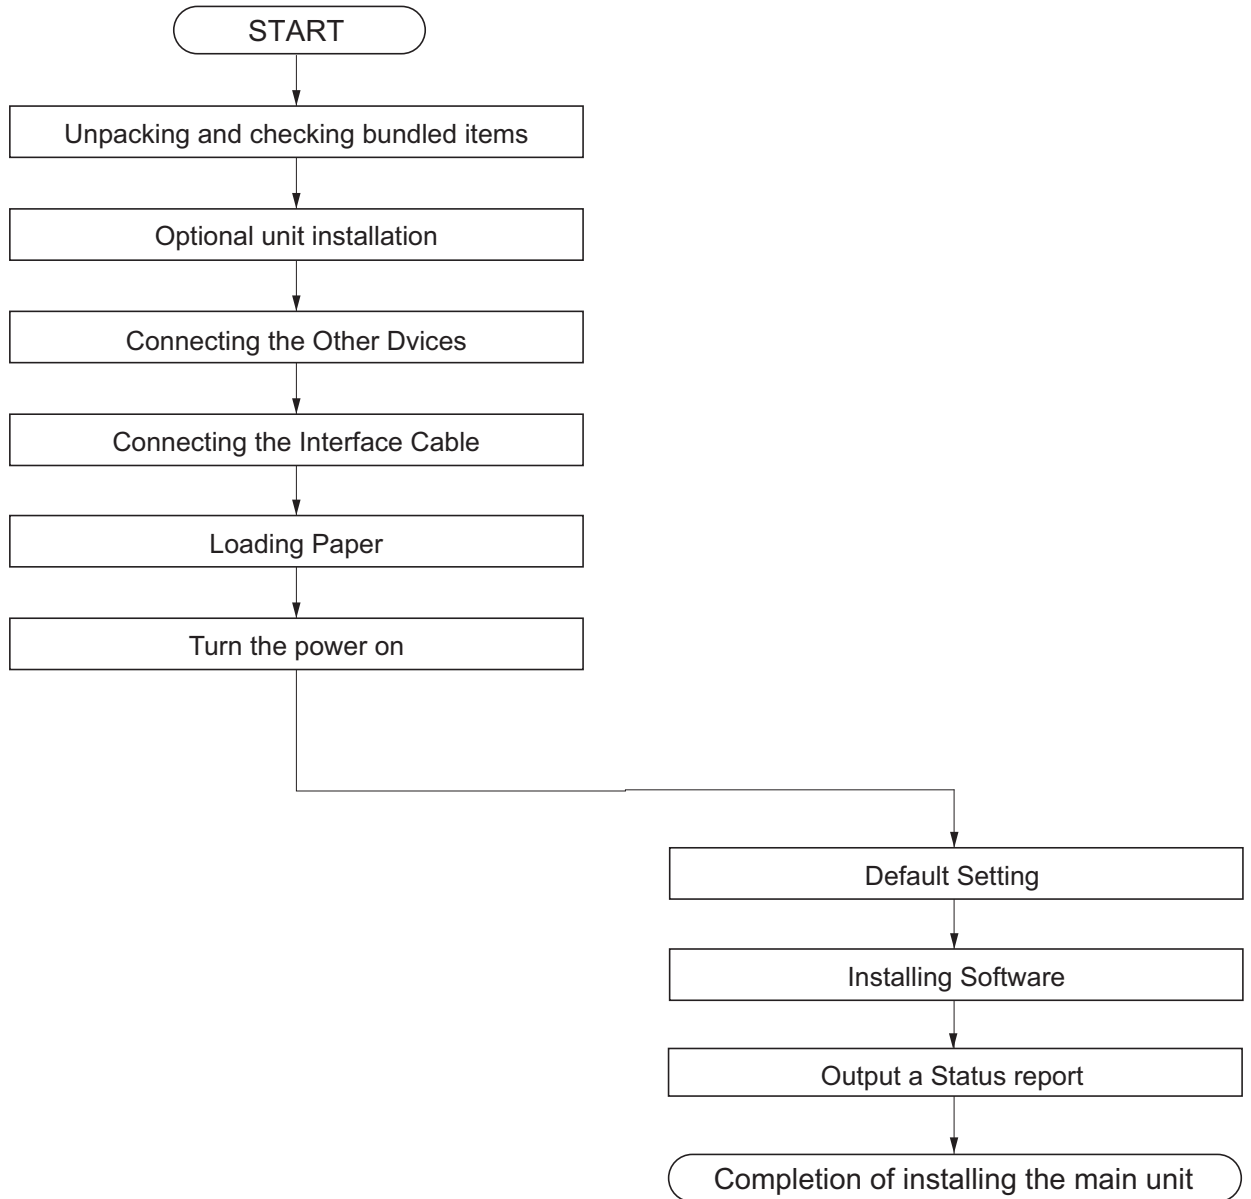 START
Unpacking and checking bundled items
Optional unit installation
Connecting the Other Dvices
Connecting the Interface Cable
Loading Paper
Turn the power on
Default Setting
Installing Software
Output a Status report
Completion of installing the main unit